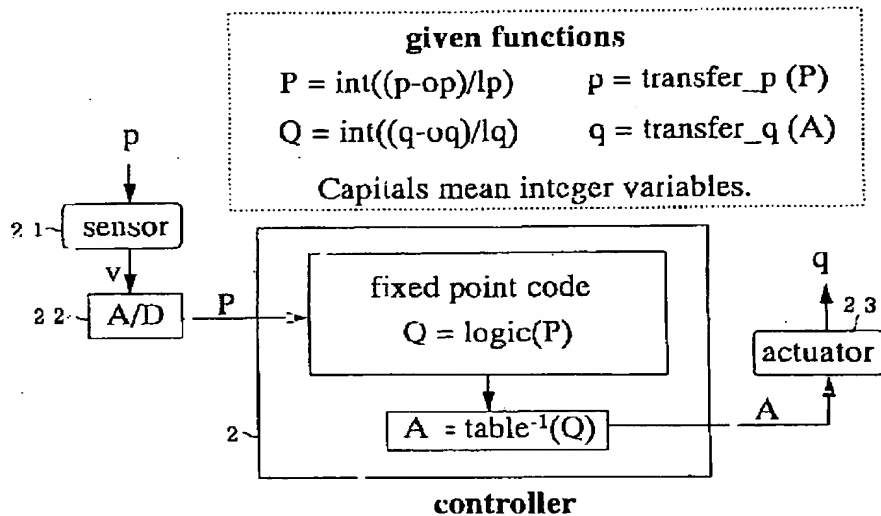 given functions
P = int((p-op)/lp) p = transfer_p (P)
Q = int((q-oq)/lq) q = transfer_q (A)
Capitals mean integer variables.
p
21 sensor
v
22 A/D
P
fixed point code
Q = logic(P)
2
A = table⁻¹(Q)
A
q
23
actuator
controller